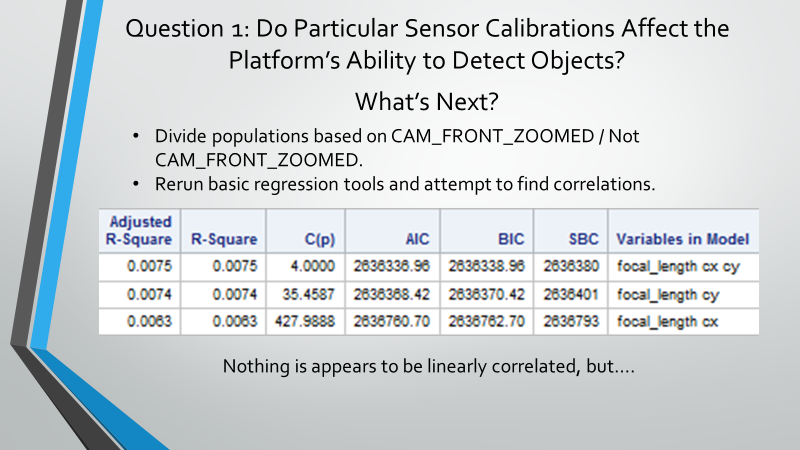 Question 1: Do Particular Sensor Calibrations Affect the
Platform's Ability to Detect Objects?
What's Next?
• Divide populations based on CAM_FRONT_ZOOMED / Not
CAM_FRONT_ZOOMED.
• Rerun basic regression tools and attempt to find correlations.
Adjusted
R-Square R-Square C(p) AIC BIC SBC Variables in Model
0.0075 0.0075 4.0000 2636336.96 2636338.96 2636380 focal_length cx cy
0.0074 0.0074 35.4587 2636368.42 2636370.42 2636401 focal_length cy
0.0063 0.0063 427.9888 2636760.70 2636762.70 2636793 focal_length cx
Nothing is appears to be linearly correlated, but....